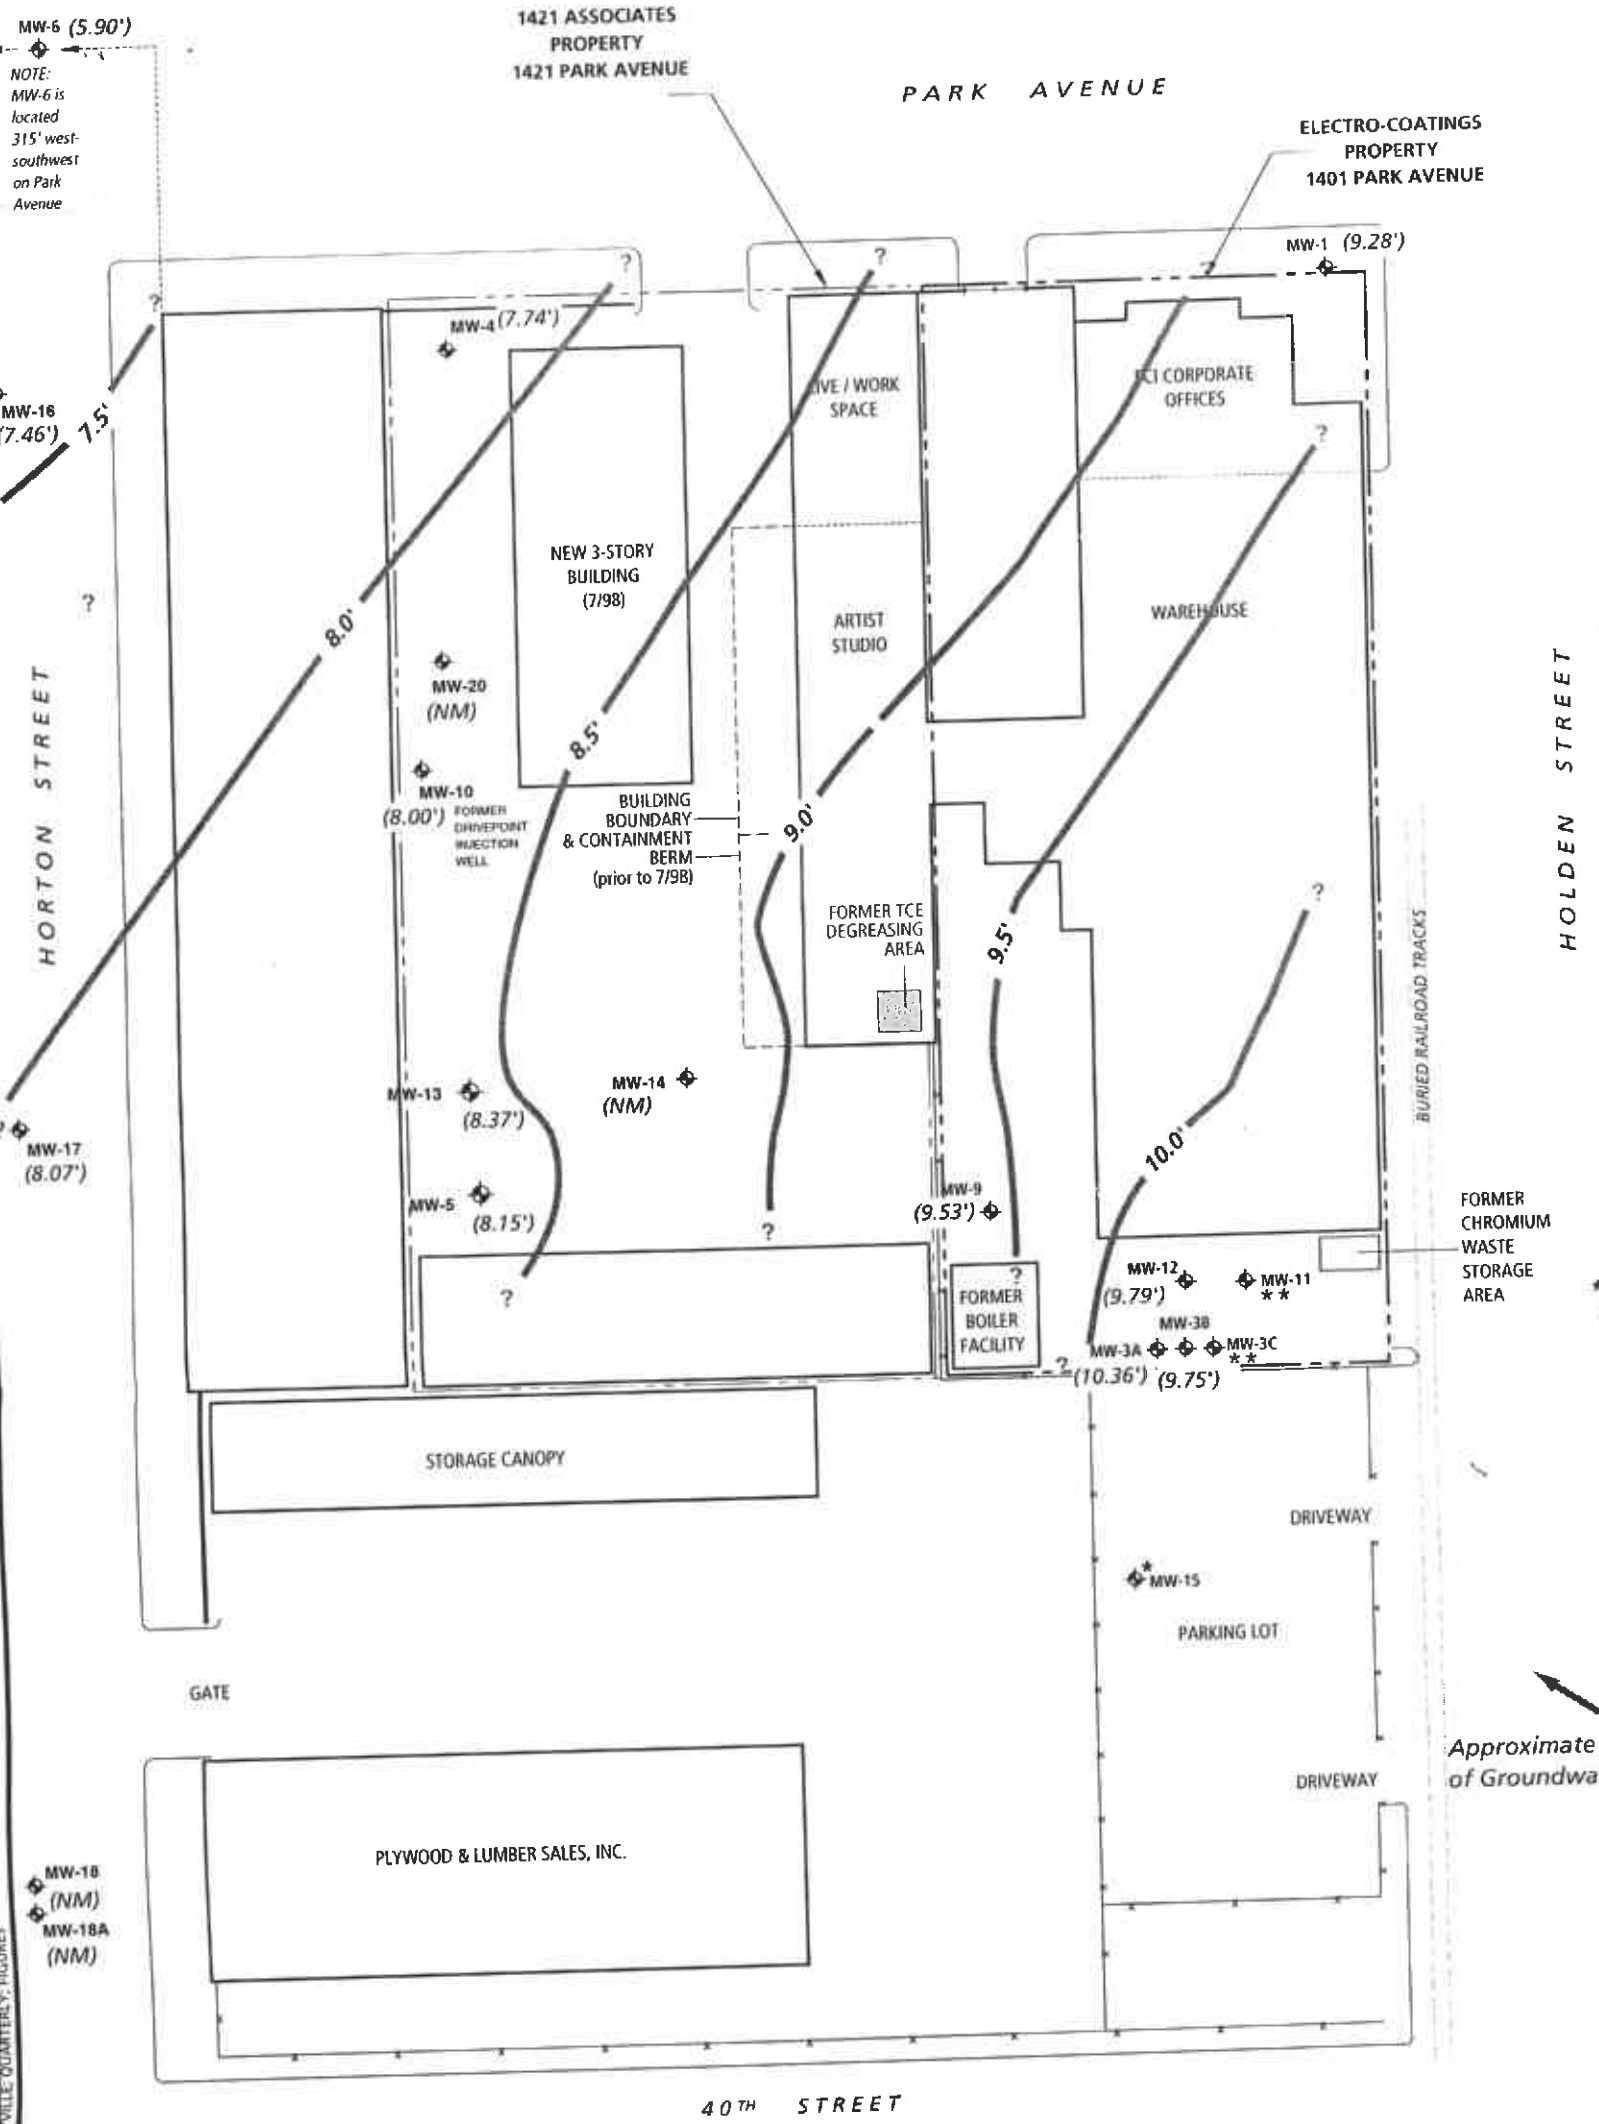 MW-6 (5.90')
NOTE:
MW-6 is
located
315' west-
southwest
on Park
Avenue
1421 ASSOCIATES
PROPERTY
1421 PARK AVENUE
PARK AVENUE
ELECTRO-COATINGS
PROPERTY
1401 PARK AVENUE
MW-1 (9.28')
?
?
?
?
MW-4 (7.74')
MW-16
(7.46')
7.5'
LIVE / WORK
SPACE
ECI CORPORATE
OFFICES
?
NEW 3-STORY
BUILDING
(7/98)
?
8.0'
ARTIST
STUDIO
WAREHOUSE
HORTON STREET
HOLDEN STREET
MW-20
(NM)
8.5'
MW-10
(8.00')
FORMER
DRIVEPOINT
INJECTION
WELL
BUILDING
BOUNDARY
& CONTAINMENT
BERM
(prior to 7/98)
9.0'
FORMER TCE
DEGREASING
AREA
9.5'
?
BURIED RAILROAD TRACKS
MW-13
(8.37')
MW-14
(NM)
?
MW-17
(8.07')
10.0'
MW-5
(8.15')
MW-9
(9.53')
?
?
?
FORMER
CHROMIUM
WASTE
STORAGE
AREA
MW-12
(9.79')
MW-11
**
FORMER
BOILER
FACILITY
MW-3B
MW-3A
MW-3C
**
?
(10.36') (9.75')
STORAGE CANOPY
DRIVEWAY
*
MW-15
PARKING LOT
GATE
Approximate
of Groundwa
DRIVEWAY
PLYWOOD & LUMBER SALES, INC.
MW-18
(NM)
MW-18A
(NM)
VILLE: QUARTERLY: FIGURES
40TH STREET